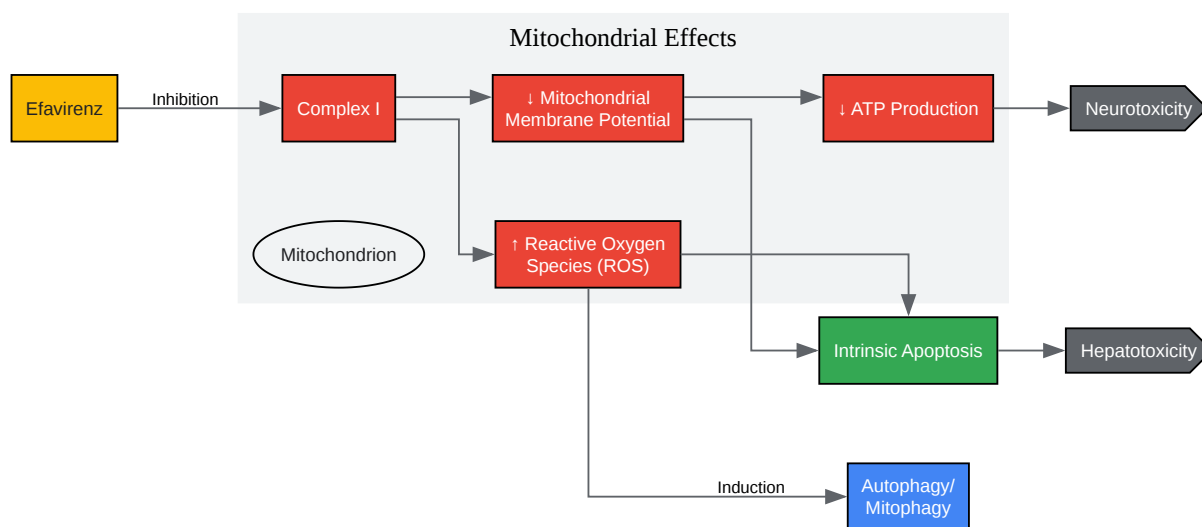 Mitochondrial Effects
Efavirenz
Inhibition
Complex I
↓ Mitochondrial
Membrane Potential
↓ ATP Production
Neurotoxicity
Mitochondrion
↑ Reactive Oxygen
Species (ROS)
Intrinsic Apoptosis
Hepatotoxicity
Induction
Autophagy/
Mitophagy